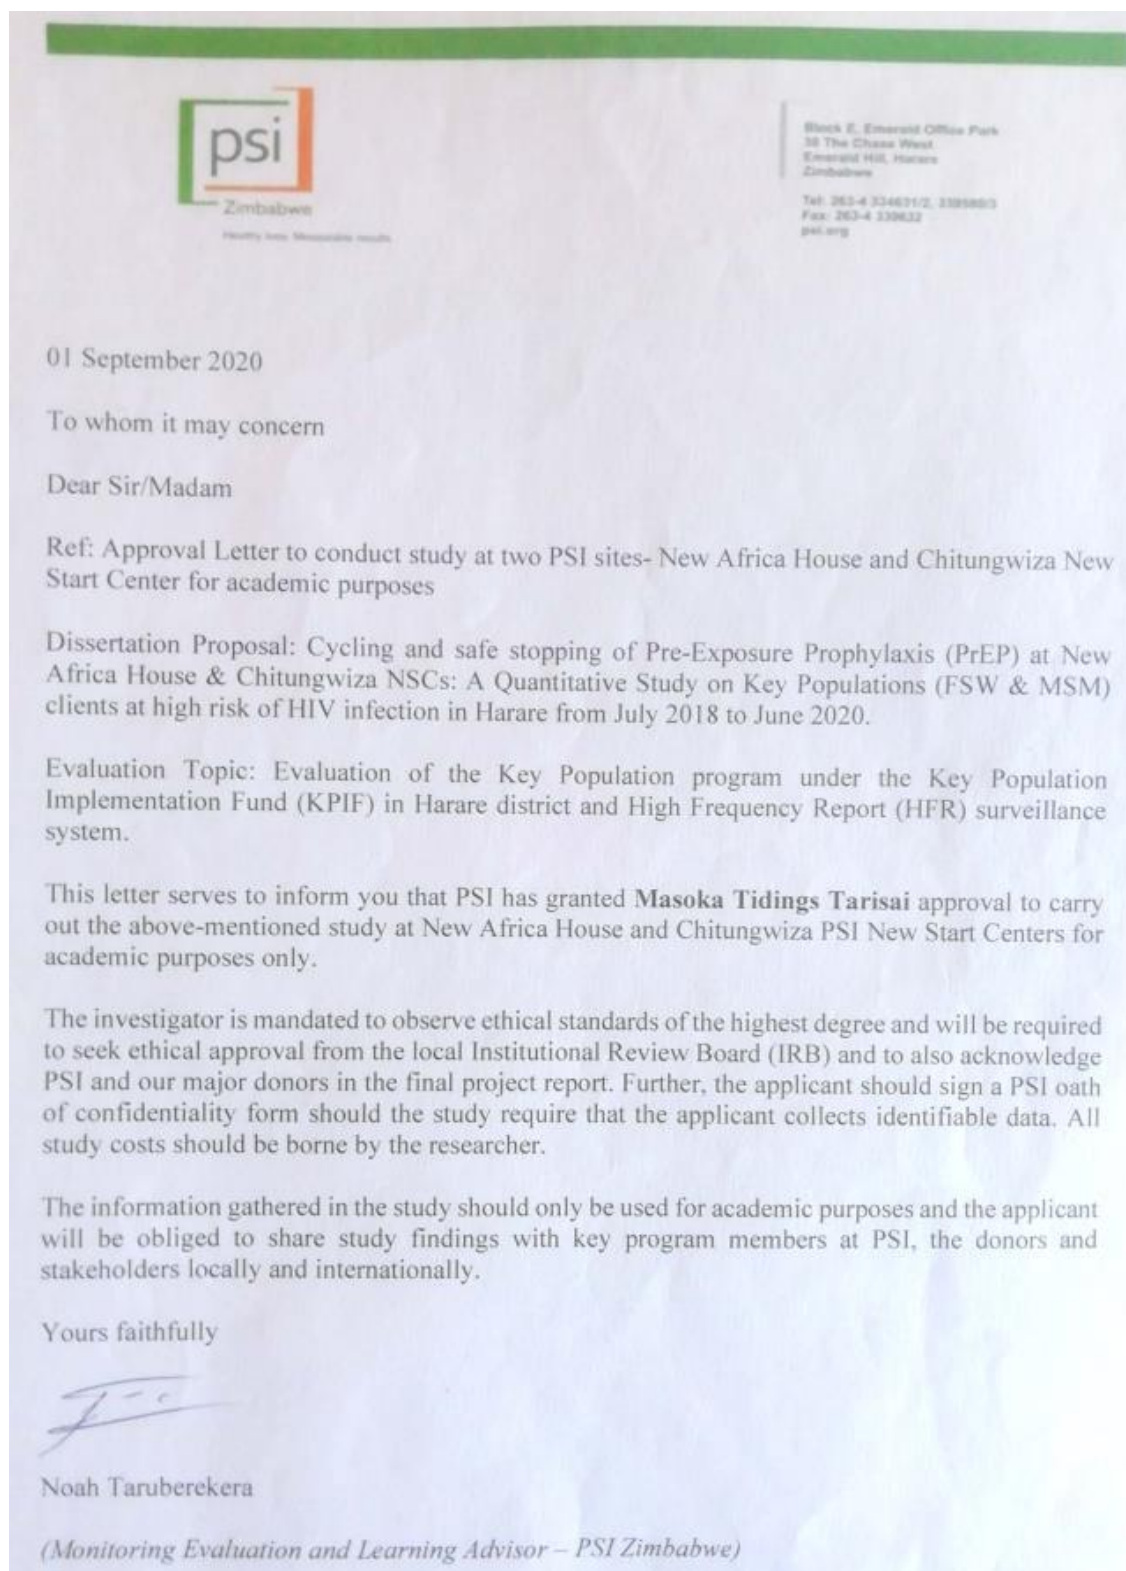 psi
Zimbabwe
Block E, Emerald Office Park
30 The Chase West
Emerald Hill, Harare
Zimbabwe
Tel: 263-4 334631/2,
Fax: 263-4 339632
psi.org
01 September 2020
To whom it may concern
Dear Sir/Madam
Ref: Approval Letter to conduct study at two PSI sites- New Africa House and Chitungwiza New
Start Center for academic purposes
Dissertation Proposal: Cycling and safe stopping of Pre-Exposure Prophylaxis (PrEP) at New
Africa House & Chitungwiza NSCs: A Quantitative Study on Key Populations (FSW & MSM)
clients at high risk of HIV infection in Harare from July 2018 to June 2020.
Evaluation Topic: Evaluation of the Key Population program under the Key Population
Implementation Fund (KPIF) in Harare district and High Frequency Report (HFR) surveillance
system.
This letter serves to inform you that PSI has granted Masoka Tidings Tarisai approval to carry
out the above-mentioned study at New Africa House and Chitungwiza PSI New Start Centers for
academic purposes only.
The investigator is mandated to observe ethical standards of the highest degree and will be required
to seek ethical approval from the local Institutional Review Board (IRB) and to also acknowledge
PSI and our major donors in the final project report. Further, the applicant should sign a PSI oath
of confidentiality form should the study require that the applicant collects identifiable data. All
study costs should be borne by the researcher.
The information gathered in the study should only be used for academic purposes and the applicant
will be obliged to share study findings with key program members at PSI, the donors and
stakeholders locally and internationally.
Yours faithfully
Noah Taruberekera
(Monitoring Evaluation and Learning Advisor – PSI Zimbabwe)